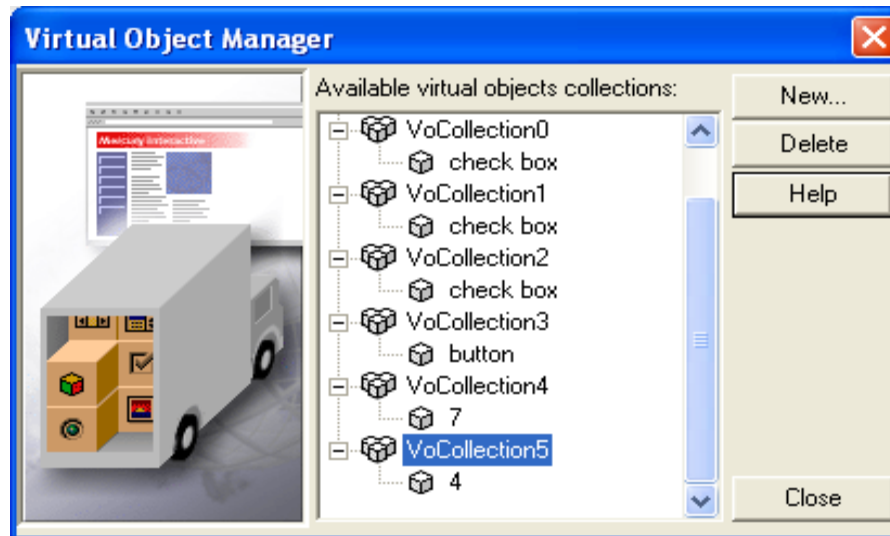 Virtual Object Manager
Mercury Interactive
Available virtual objects collections:
VoCollection0
check box
VoCollection1
check box
VoCollection2
check box
VoCollection3
button
VoCollection4
7
VoCollection5
4
New...
Delete
Help
Close